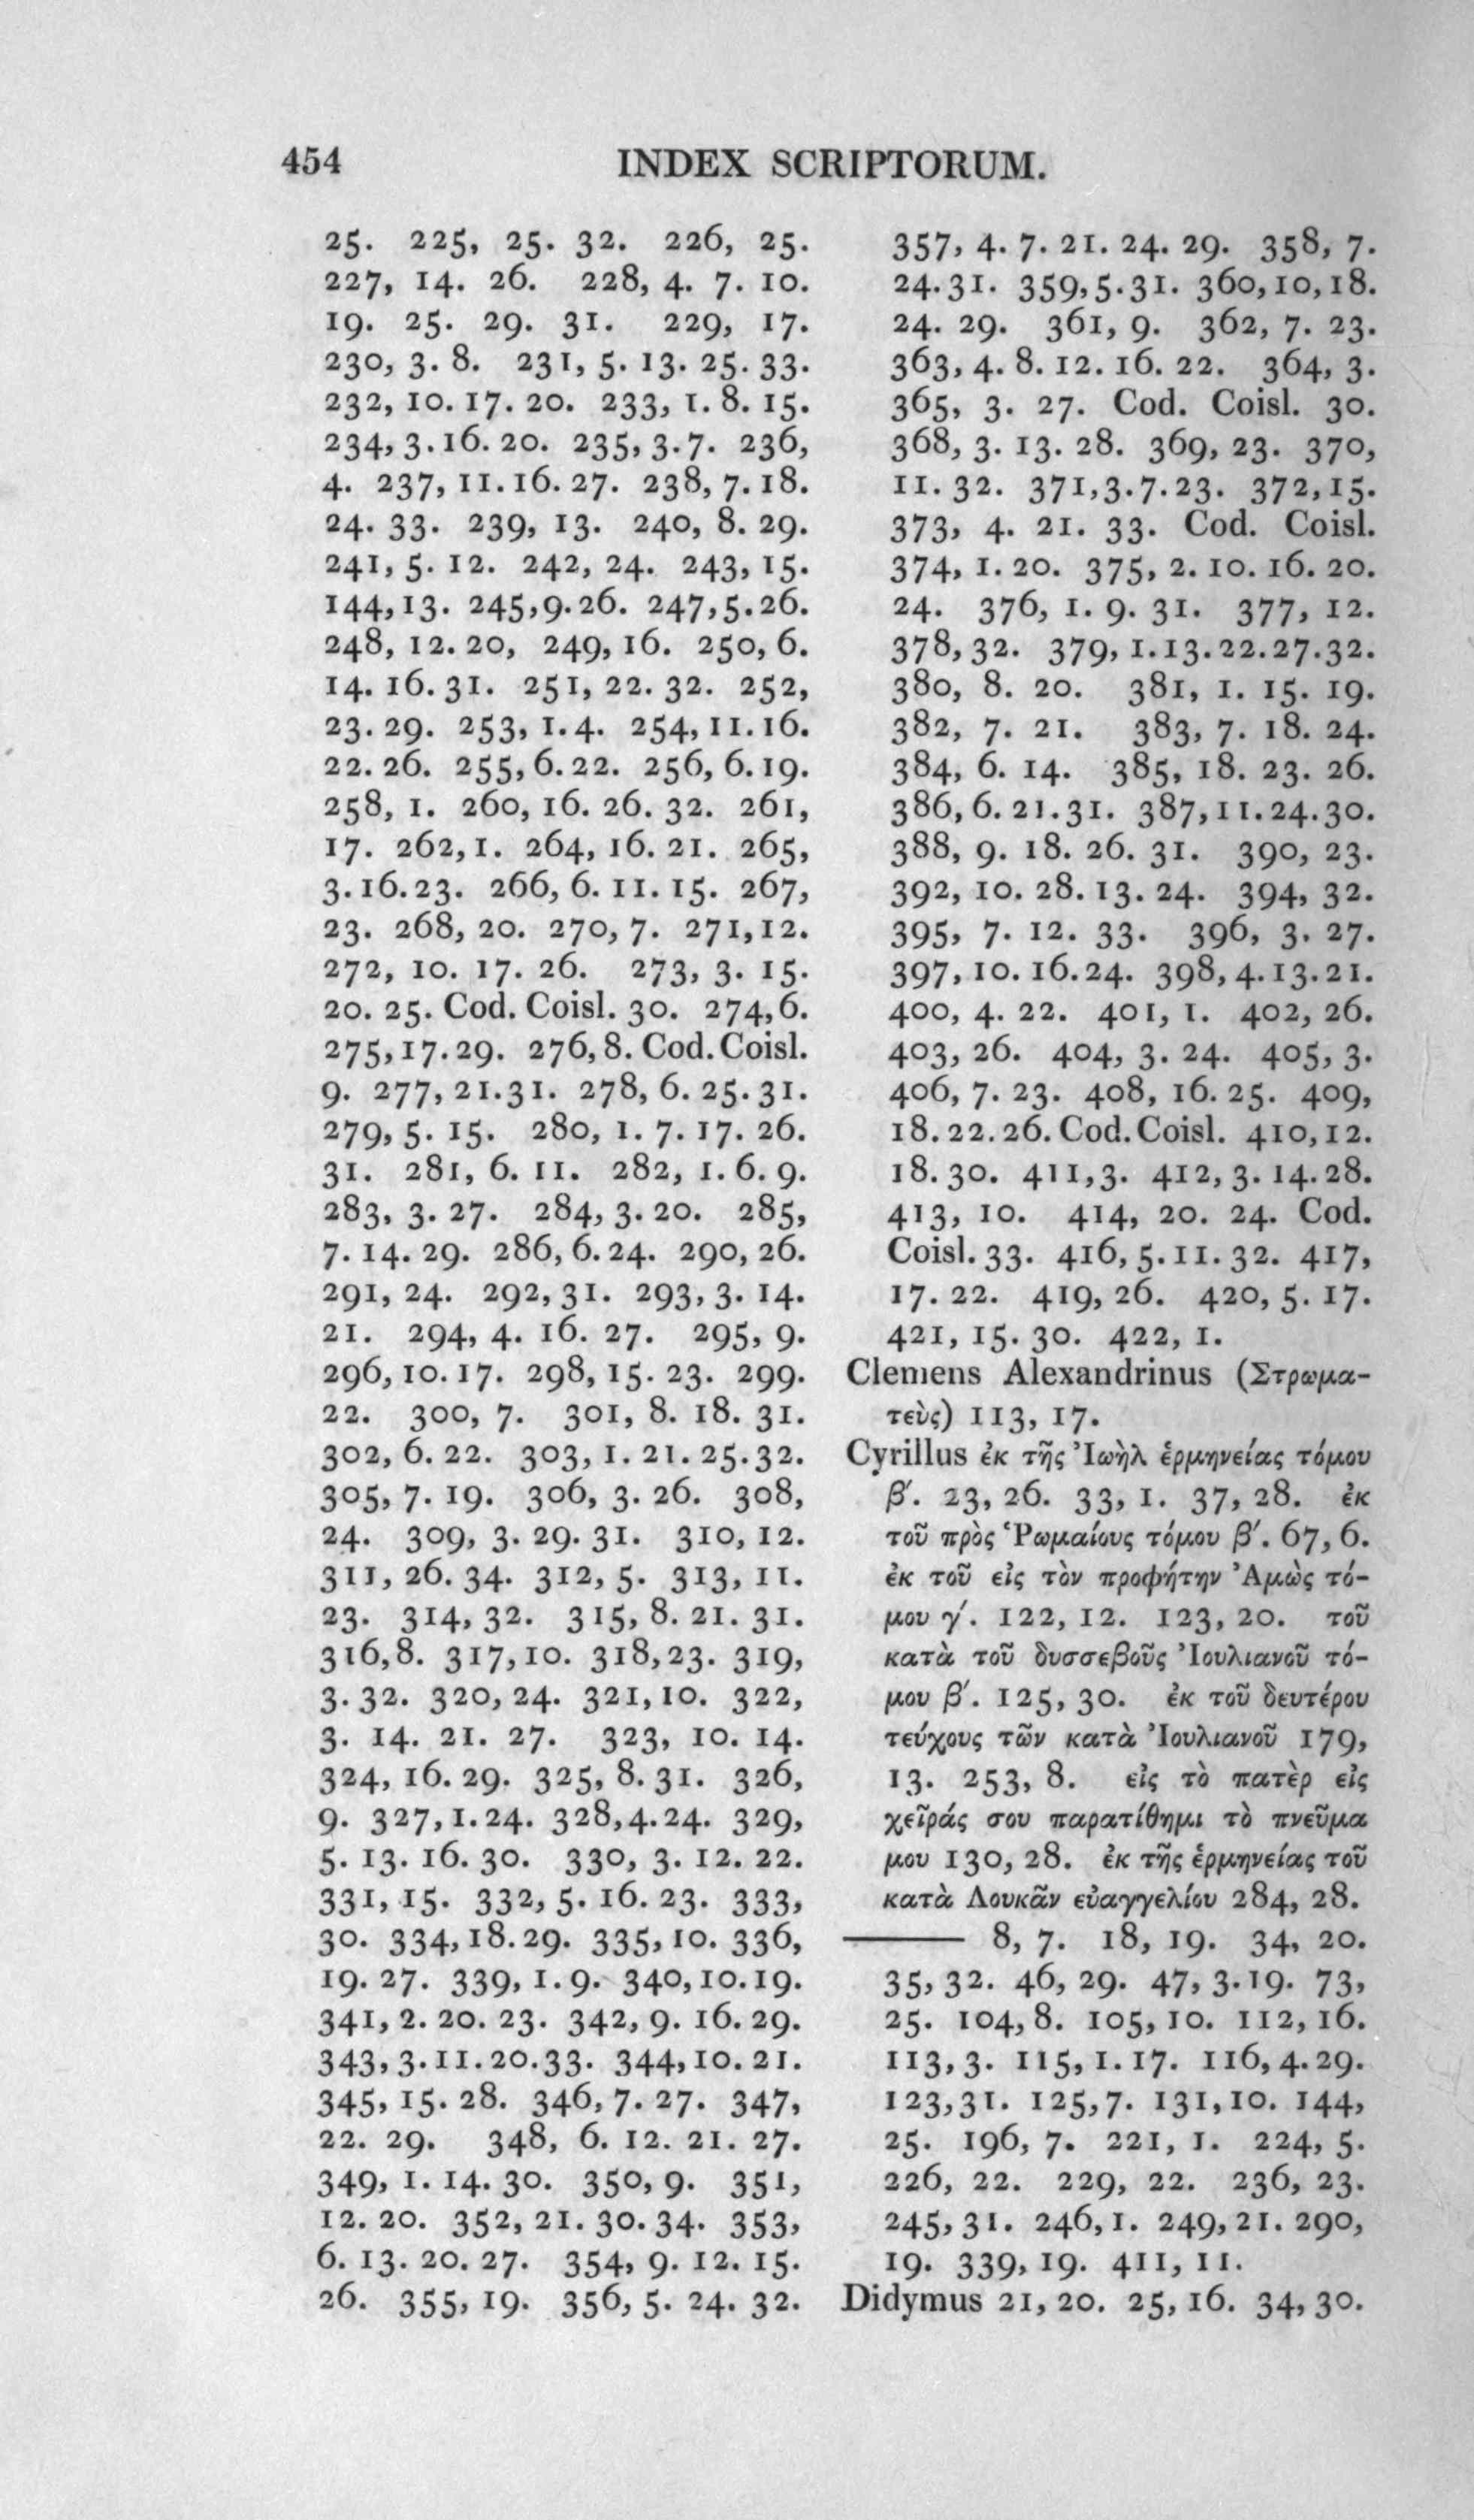 454
INDEX SCRIPTORUM.
25. 225, 25. 32. 226, 25.
227, 14. 26. 228, 4. 7. 10.
19. 25. 29. 31. 229, 17.
230, 3. 8. 231, 5. 13. 25. 33.
232, 10. 17. 20. 233, 1. 8. 15.
234, 3. 16. 20. 235, 3. 7. 236,
4. 237, 11. 16. 27. 238, 7. 18.
24. 33. 239, 13. 240, 8. 29.
241, 5. 12. 242, 24. 243, 15.
144, 13. 245, 9. 26. 247, 5. 26.
248, 12. 20, 249, 16. 250, 6.
14. 16. 31. 251, 22. 32. 252,
23. 29. 253, 1. 4. 254, 11. 16.
22. 26. 255, 6. 22. 256, 6. 19.
258, 1. 260, 16. 26. 32. 261,
17. 262, 1. 264, 16. 21. 265,
3. 16. 23. 266, 6. 11. 15. 267,
23. 268, 20. 270, 7. 271, 12.
272, 10. 17. 26. 273, 3. 15.
20. 25. Cod. Coisl. 30. 274, 6.
275, 17. 29. 276, 8. Cod. Coisl.
9. 277, 21. 31. 278, 6. 25. 31.
279, 5. 15. 280, 1. 7. 17. 26.
31. 281, 6. 11. 282, 1. 6. 9.
283, 3. 27. 284, 3. 20. 285,
7. 14. 29. 286, 6. 24. 290, 26.
291, 24. 292, 31. 293, 3. 14.
21. 294, 4. 16. 27. 295, 9.
296, 10. 17. 298, 15. 23. 299.
22. 300, 7. 301, 8. 18. 31.
302, 6. 22. 303, 1. 21. 25. 32.
305, 7. 19. 306, 3. 26. 308,
24. 309, 3. 29. 31. 310, 12.
311, 26. 34. 312, 5. 313, 11.
23. 314, 32. 315, 8. 21. 31.
316, 8. 317, 10. 318, 23. 319,
3. 32. 320, 24. 321, 10. 322,
3. 14. 21. 27. 323, 10. 14.
324, 16. 29. 325, 8. 31. 326,
9. 327, 1. 24. 328, 4. 24. 329,
5. 13. 16. 30. 330, 3. 12. 22.
331, 15. 332, 5. 16. 23. 333,
30. 334, 18. 29. 335, 10. 336,
19. 27. 339, 1. 9. 340, 10. 19.
341, 2. 20. 23. 342, 9. 16. 29.
343, 3. 11. 20. 33. 344, 10. 21.
345, 15. 28. 346, 7. 27. 347,
22. 29. 348, 6. 12. 21. 27.
349, 1. 14. 30. 350, 9. 351,
12. 20. 352, 21. 30. 34. 353,
6. 13. 20. 27. 354, 9. 12. 15.
26. 355, 19. 356, 5. 24. 32.
357, 4. 7. 21. 24. 29. 358, 7.
24. 31. 359, 5. 31. 360, 10, 18.
24. 29. 361, 9. 362, 7. 23.
363, 4. 8. 12. 16. 22. 364, 3.
365, 3. 27. Cod. Coisl. 30.
368, 3. 13. 28. 369, 23. 370,
11. 32. 371, 3. 7. 23. 372, 15.
373, 4. 21. 33. Cod. Coisl.
374, 1. 20. 375, 2. 10. 16. 20.
24. 376, 1. 9. 31. 377, 12.
378, 32. 379, 1. 13. 22. 27. 32.
380, 8. 20. 381, 1. 15. 19.
382, 7. 21. 383, 7. 18. 24.
384, 6. 14. 385, 18. 23. 26.
386, 6. 21. 31. 387, 11. 24. 30.
388, 9. 18. 26. 31. 390, 23.
392, 10. 28. 13. 24. 394, 32.
395, 7. 12. 33. 396, 3. 27.
397, 10. 16. 24. 398, 4. 13. 21.
400, 4. 22. 401, 1. 402, 26.
403, 26. 404, 3. 24. 405, 3.
406, 7. 23. 408, 16. 25. 409,
18. 22. 26. Cod. Coisl. 410, 12.
18. 30. 411, 3. 412, 3. 14. 28.
413, 10. 414, 20. 24. Cod.
Coisl. 33. 416, 5. 11. 32. 417,
17. 22. 419, 26. 420, 5. 17.
421, 15. 30. 422, 1.
Clemens Alexandrinus (Στρωμα-
τεὺς) 113, 17.
Cyrillus ἐκ τῆς Ἰωὴλ ἑρμηνείας τόμου
β΄. 23, 26. 33, 1. 37, 28. ἐκ
τοῦ πρὸς Ῥωμαίους τόμου β΄. 67, 6.
ἐκ τοῦ εἰς τὸν προφήτην Ἀμὼς τό-
μου γ΄. 122, 12. 123, 20. τοῦ
κατὰ τοῦ δυσσεβοῦς Ἰουλιανοῦ τό-
μου β΄. 125, 30. ἐκ τοῦ δευτέρου
τεύχους τῶν κατὰ Ἰουλιανοῦ 179,
13. 253, 8. εἰς τὸ πατὲρ εἰς
χεῖράς σου παρατίθημι τὸ πνεῦμα
μου 130, 28. ἐκ τῆς ἑρμηνείας τοῦ
κατὰ Λουκᾶν εὐαγγελίου 284, 28.
——— 8, 7. 18, 19. 34, 20.
35, 32. 46, 29. 47, 3. 19. 73,
25. 104, 8. 105, 10. 112, 16.
113, 3. 115, 1. 17. 116, 4. 29.
123, 31. 125, 7. 131, 10. 144,
25. 196, 7. 221, 1. 224, 5.
226, 22. 229, 22. 236, 23.
245, 31. 246, 1. 249, 21. 290,
19. 339, 19. 411, 11.
Didymus 21, 20. 25, 16. 34, 30.